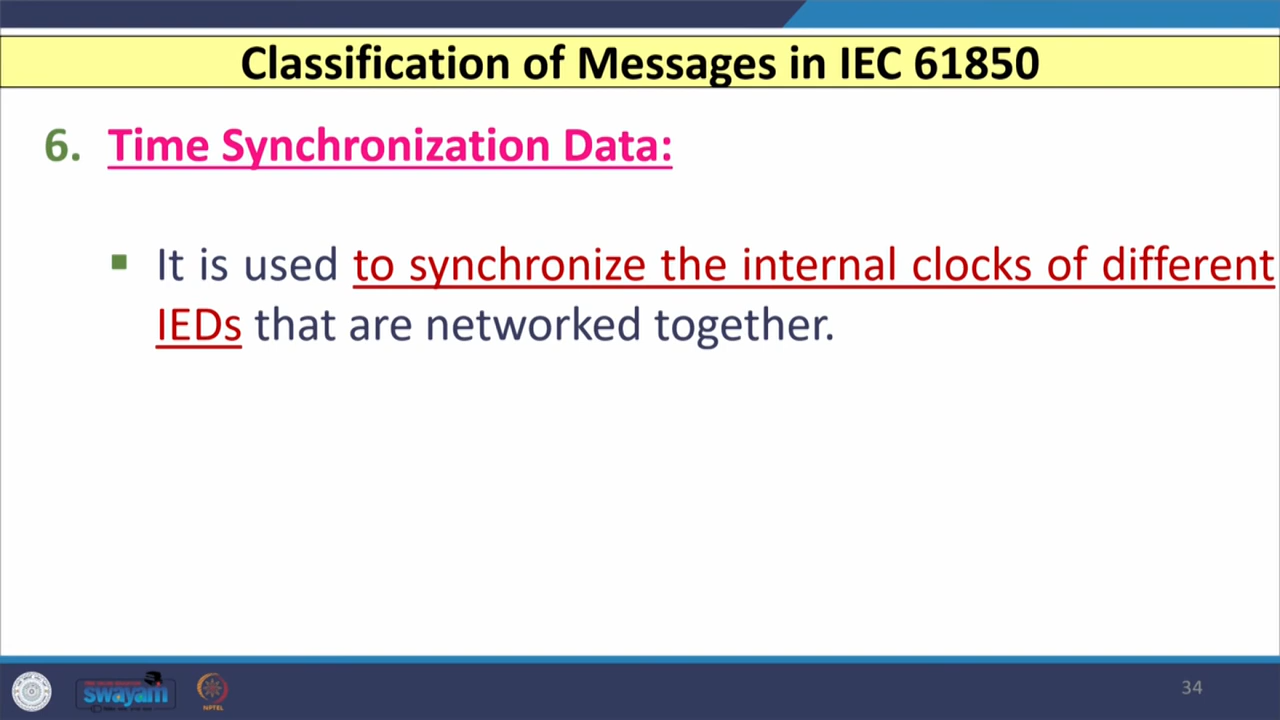 Classification of Messages in IEC 61850
6. Time Synchronization Data:
▪ It is used to synchronize the internal clocks of different
IEDs that are networked together.
swayam
NPTEL
34